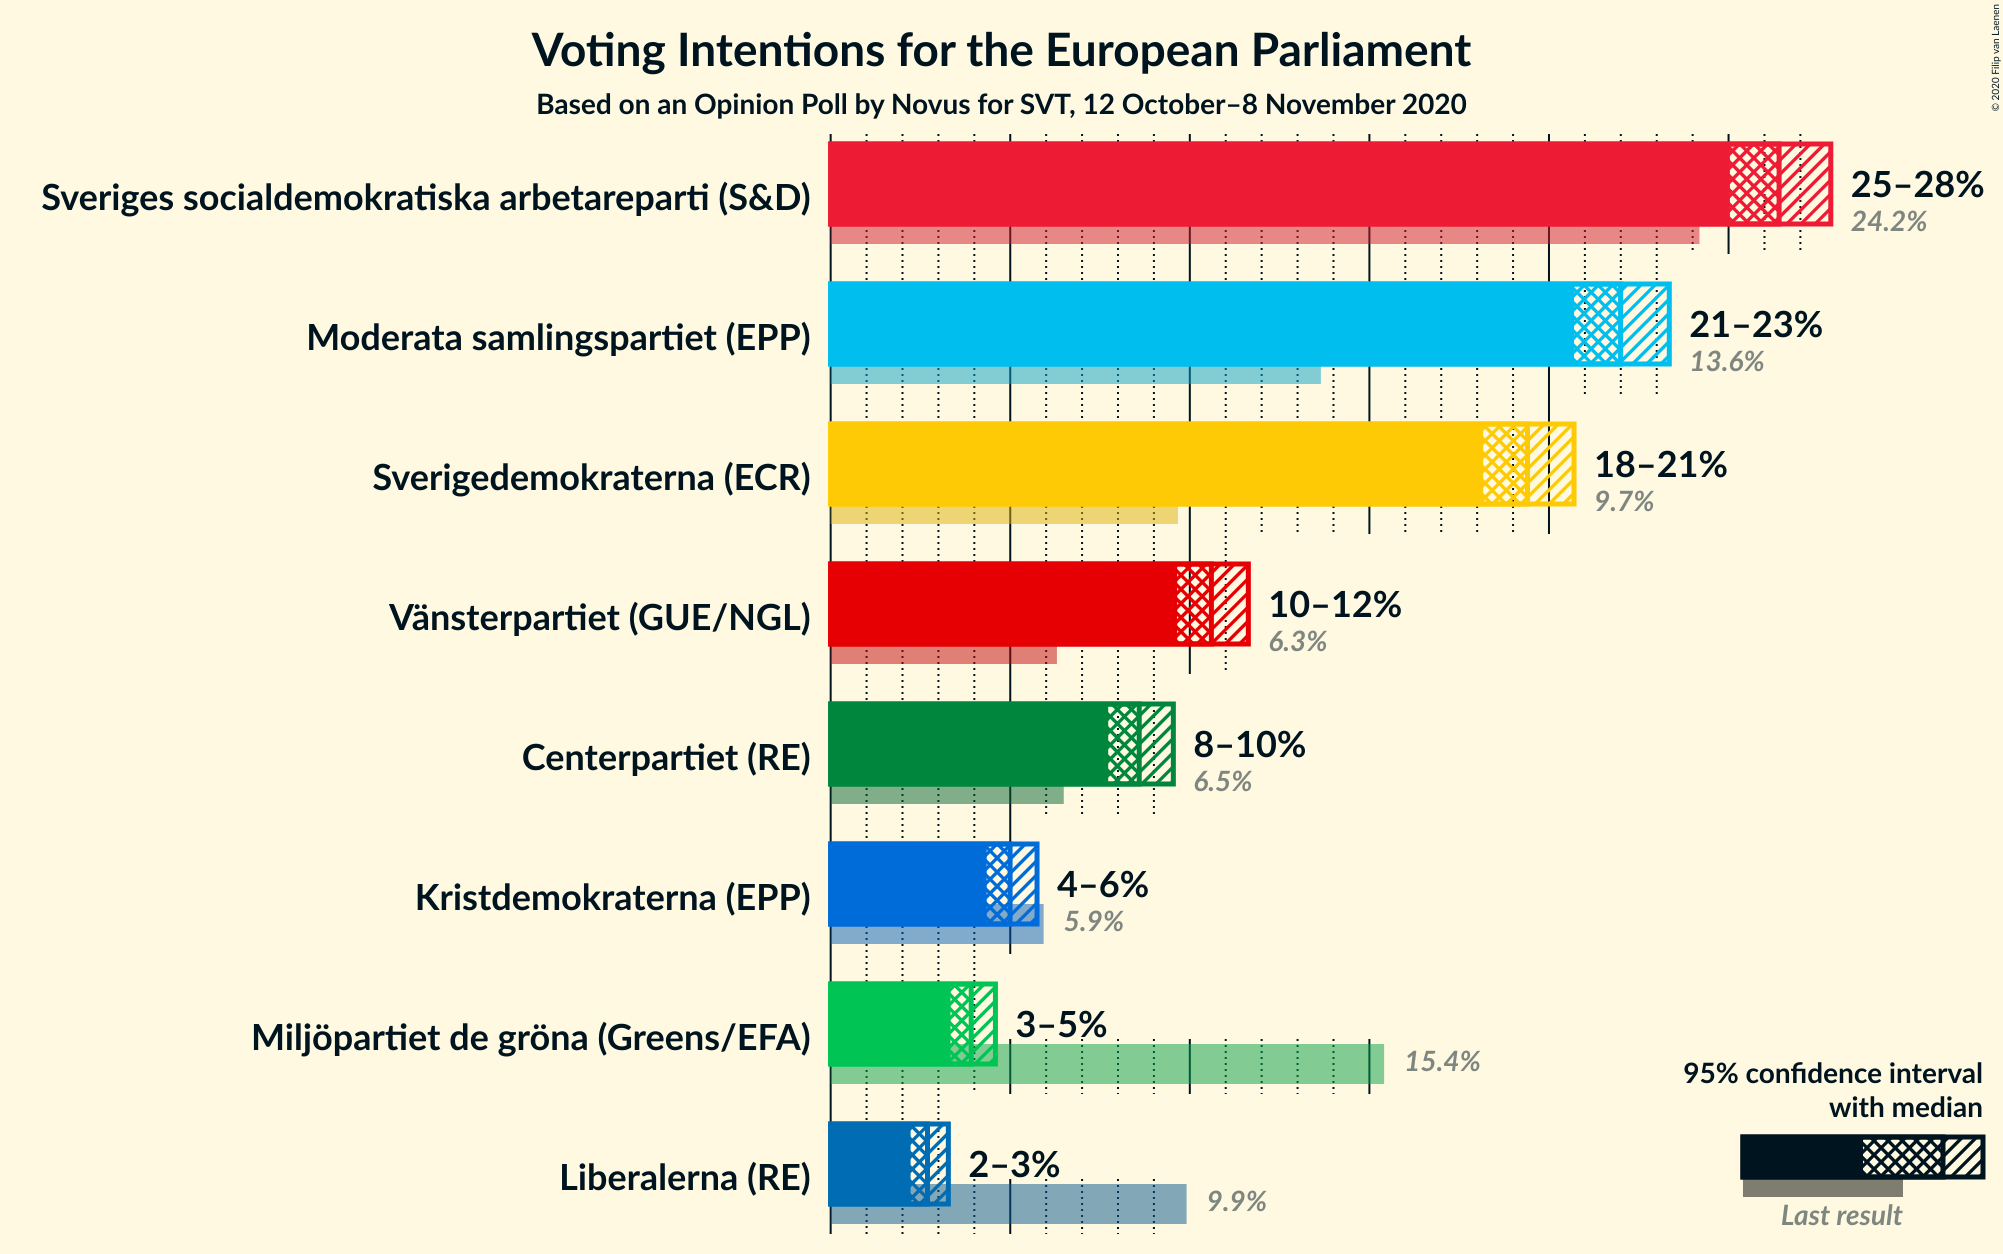 Voting Intentions for the European Parliament
Based on an Opinion Poll by Novus for SVT, 12 October–8 November 2020
© 2020 Filip van Laenen
Sveriges socialdemokratiska arbetareparti (S&D)
25–28%
24.2%
Moderata samlingspartiet (EPP)
21–23%
13.6%
Sverigedemokraterna (ECR)
18–21%
9.7%
Vänsterpartiet (GUE/NGL)
10–12%
6.3%
Centerpartiet (RE)
8–10%
6.5%
Kristdemokraterna (EPP)
4–6%
5.9%
Miljöpartiet de gröna (Greens/EFA)
3–5%
15.4%
Liberalerna (RE)
2–3%
9.9%
95% confidence interval
with median
Last result